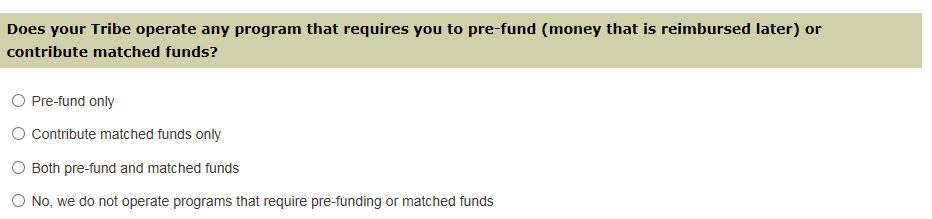 Does your Tribe operate any program that requires you to pre-fund (money that is reimbursed later) or
contribute matched funds?
Pre-fund only
Contribute matched funds only
Both pre-fund and matched funds
No, we do not operate programs that require pre-funding or matched funds